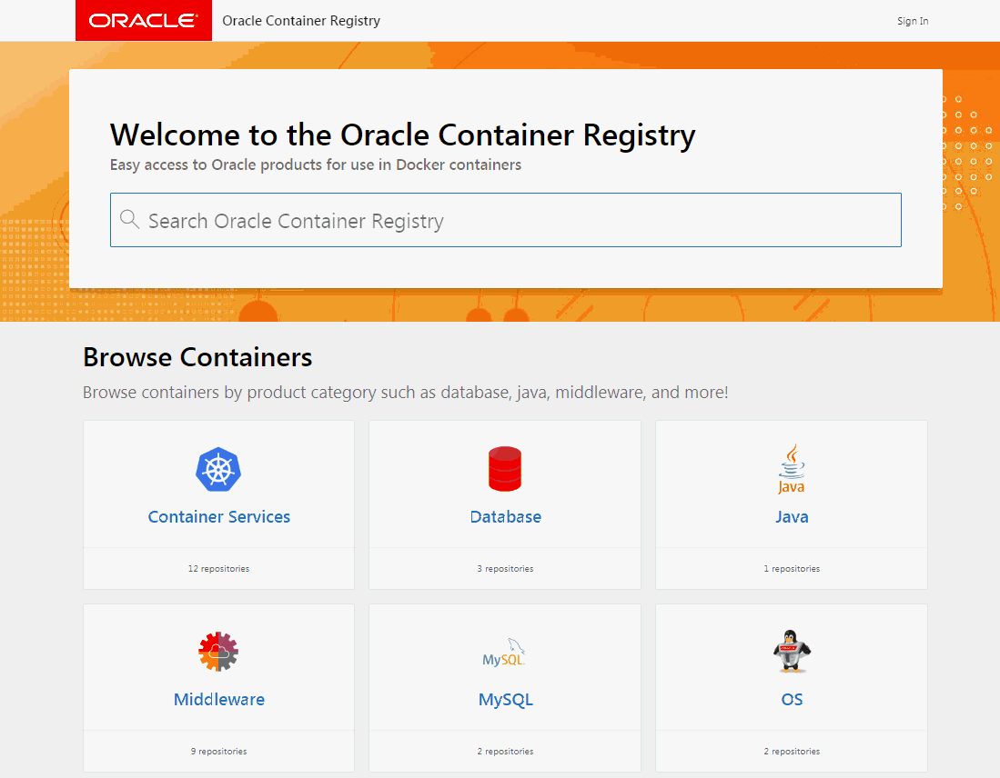 ORACLE Oracle Container Registry Sign In
Welcome to the Oracle Container Registry
Easy access to Oracle products for use in Docker containers
Search Oracle Container Registry
Browse Containers
Browse containers by product category such as database, java, middleware, and more!
Java
Container Services Database Java
12 repositories 3 repositories 1 repositories
ORACLE
MySQL
Middleware MySQL OS
9 repositories 2 repositories 2 repositories